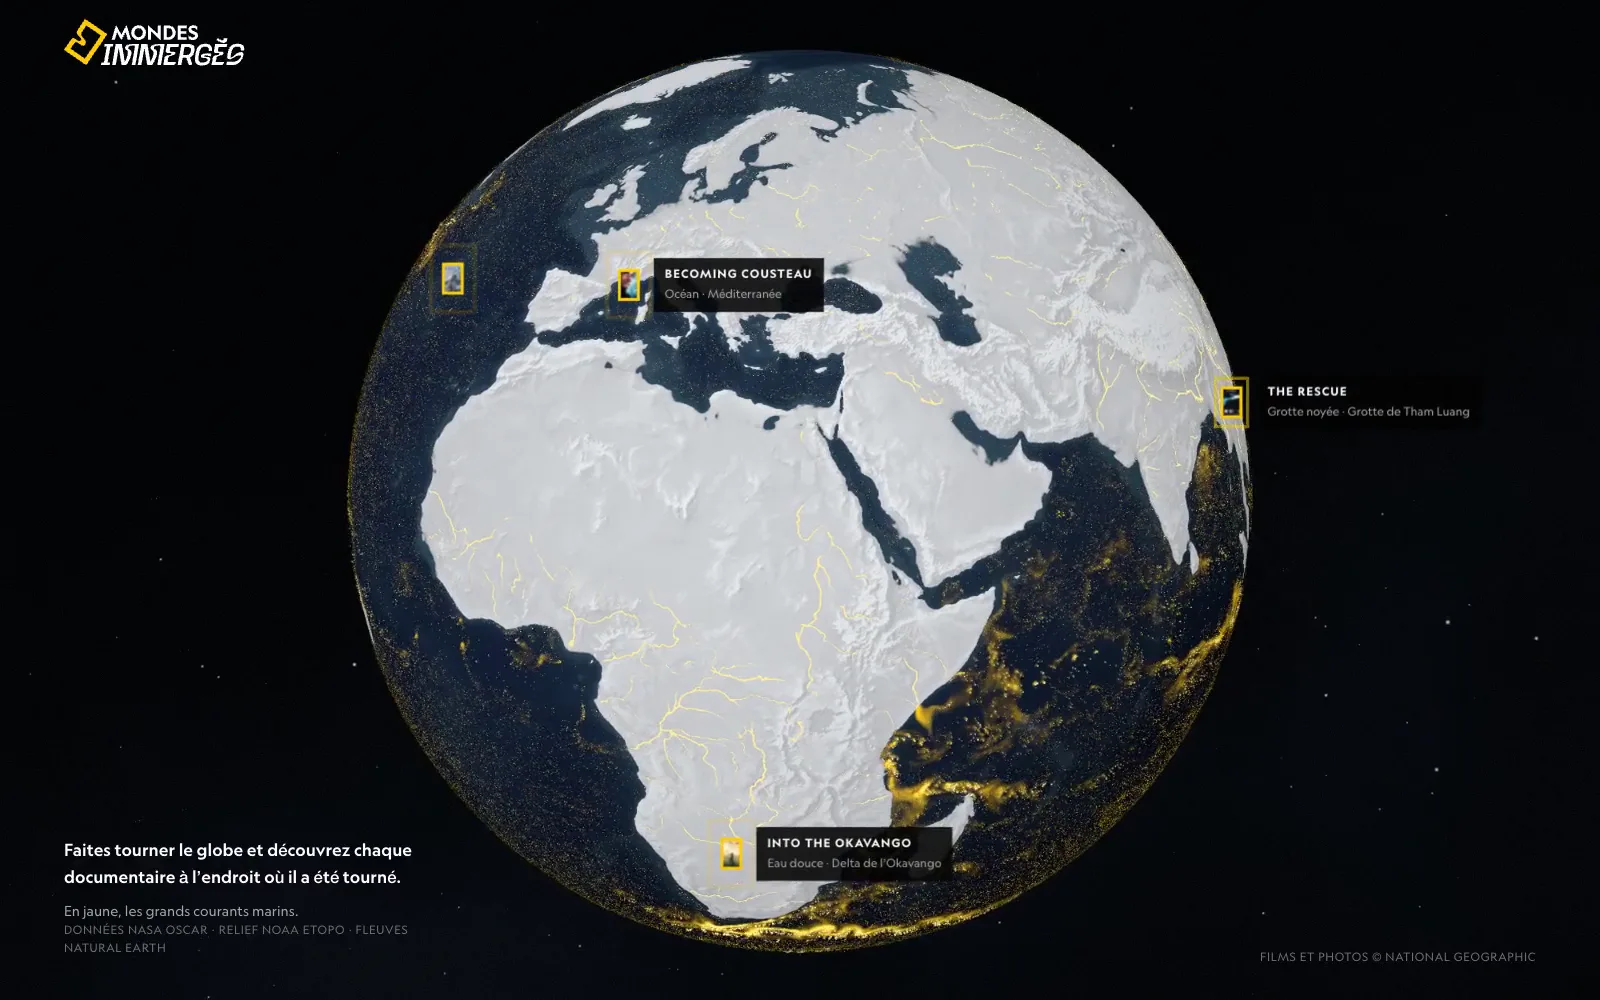 MONDES
IMMERGÉS
BECOMING COUSTEAU
Océan · Méditerranée
THE RESCUE
Grotte noyée · Grotte de Tham Luang
INTO THE OKAVANGO
Eau douce · Delta de l'Okavango
Faites tourner le globe et découvrez chaque
documentaire à l'endroit où il a été tourné.
En jaune, les grands courants marins.
DONNÉES NASA OSCAR · RELIEF NOAA ETOPO · FLEUVES
NATURAL EARTH
FILMS ET PHOTOS © NATIONAL GEOGRAPHIC